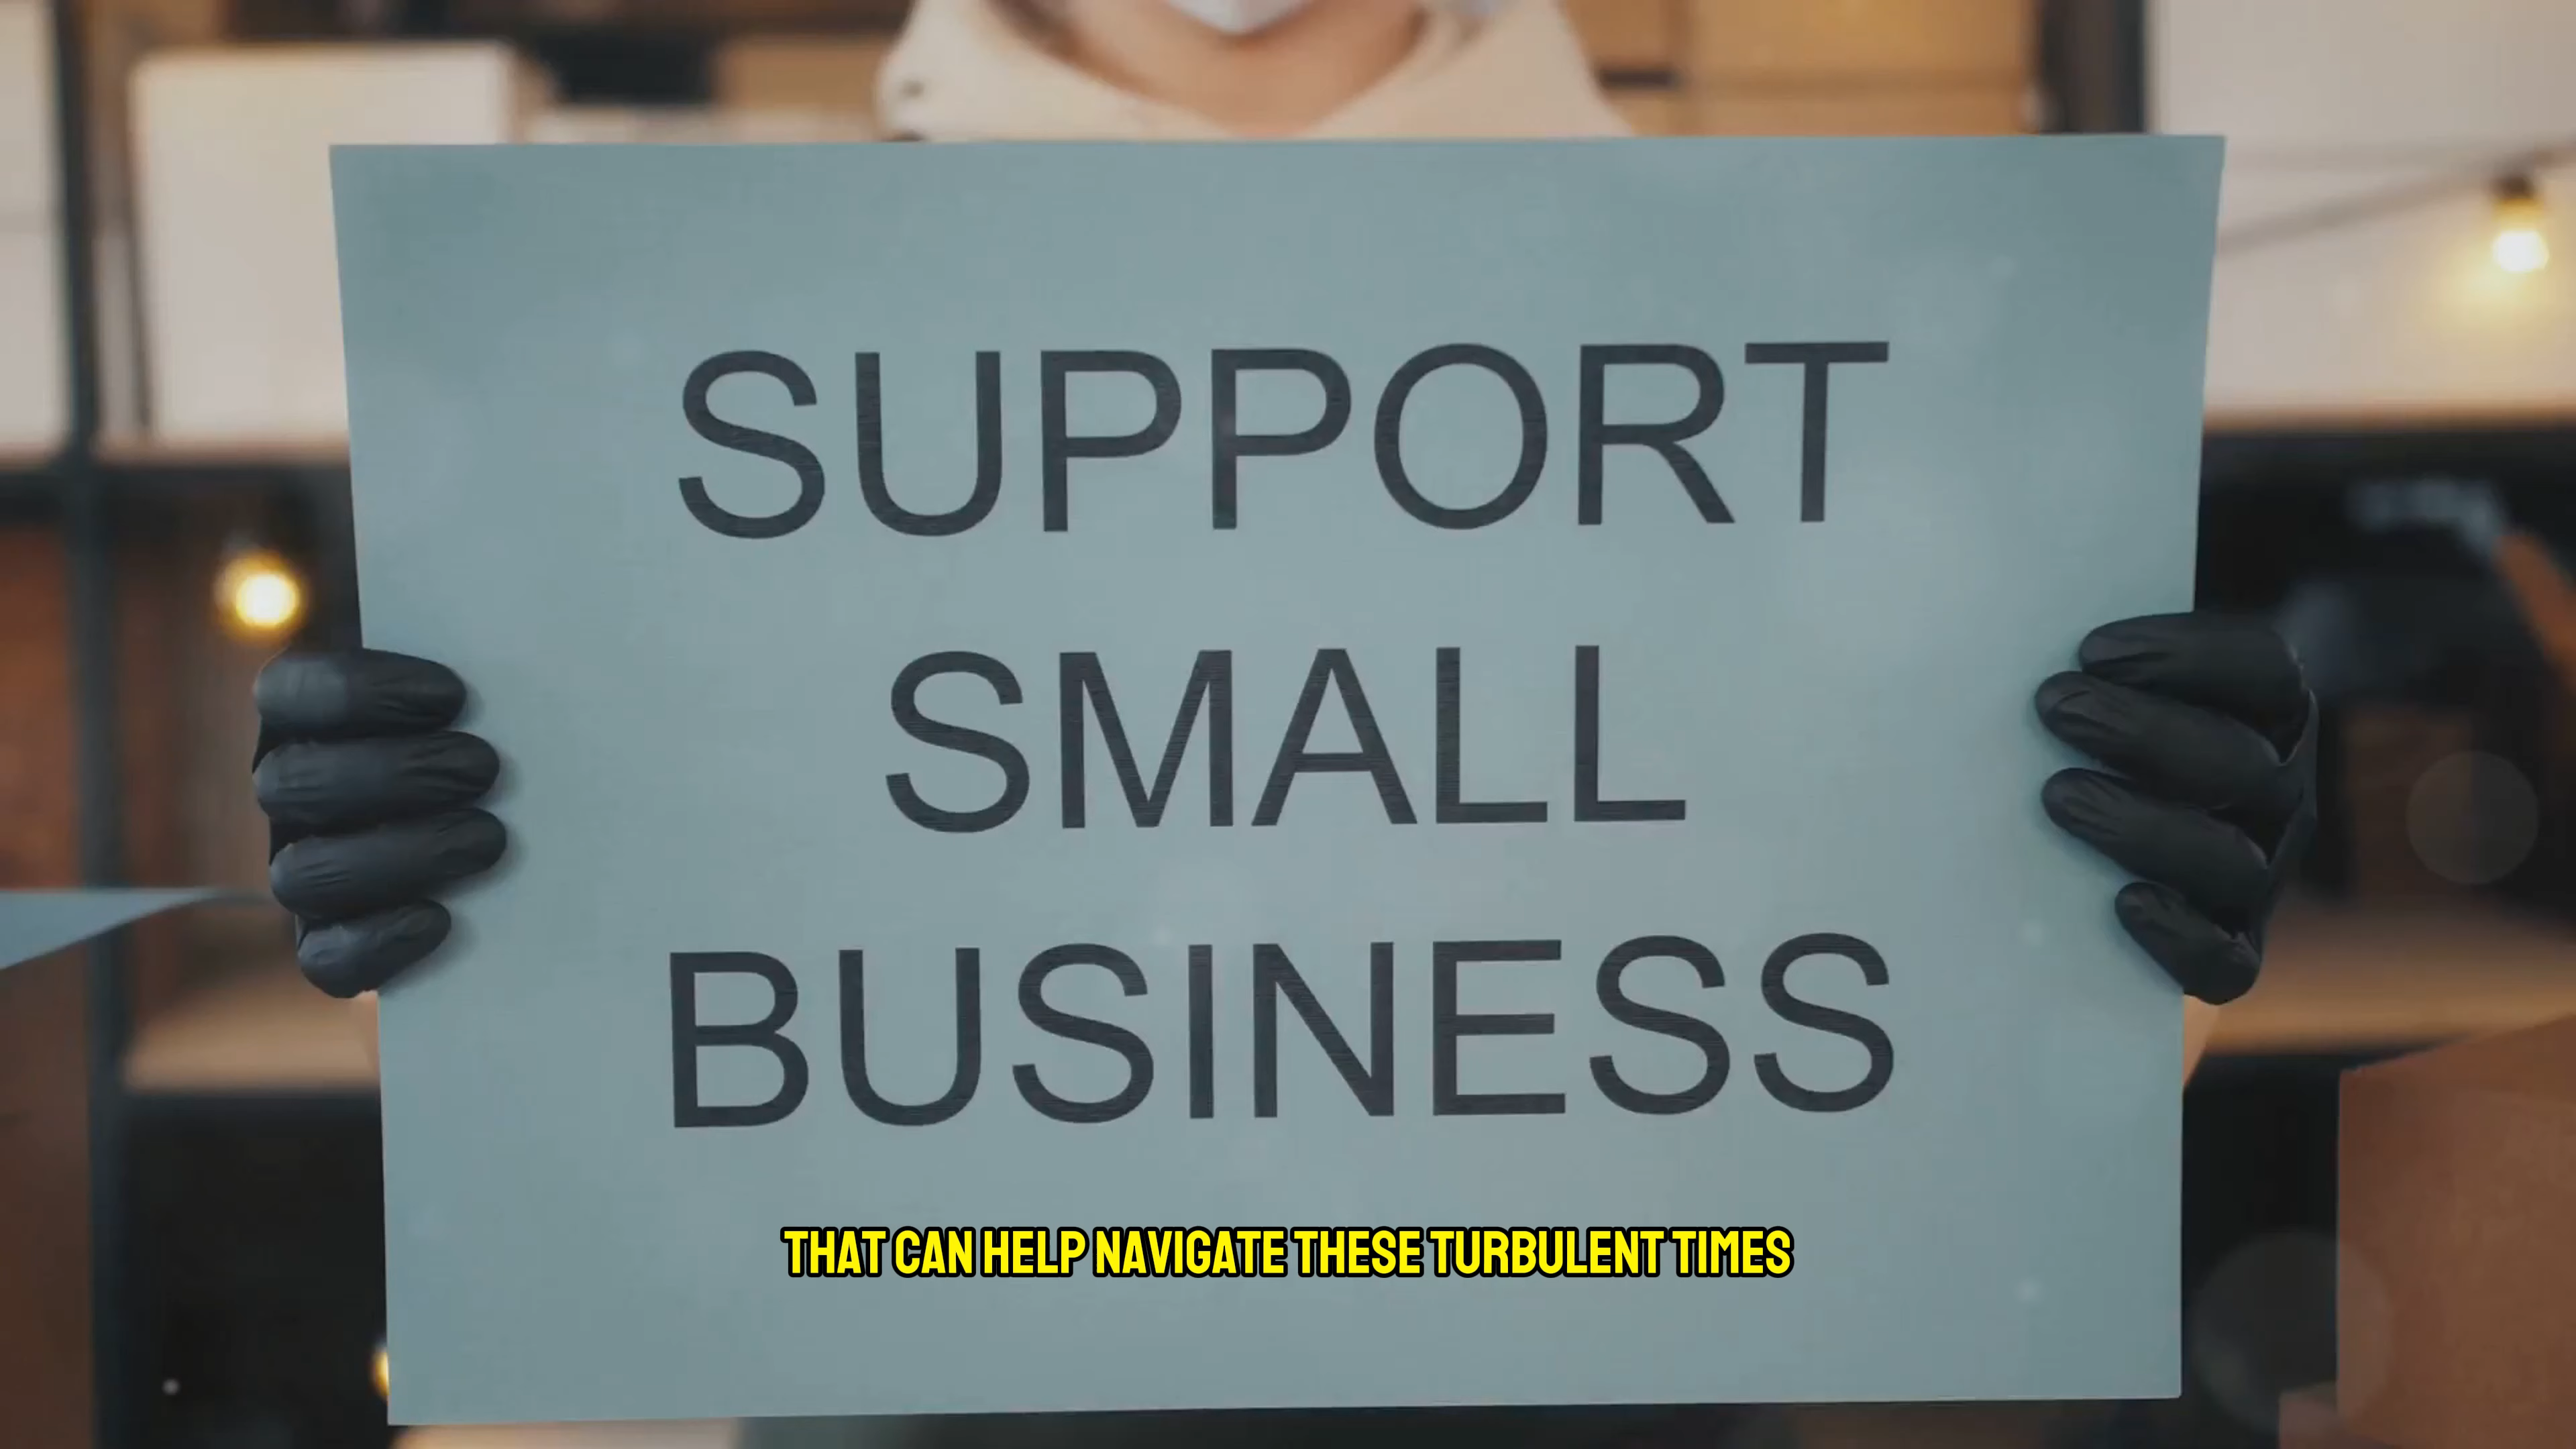 SUPPORT
SMALL
BUSINESS
THAT CAN HELP NAVIGATE THESE TURBULENT TIMES